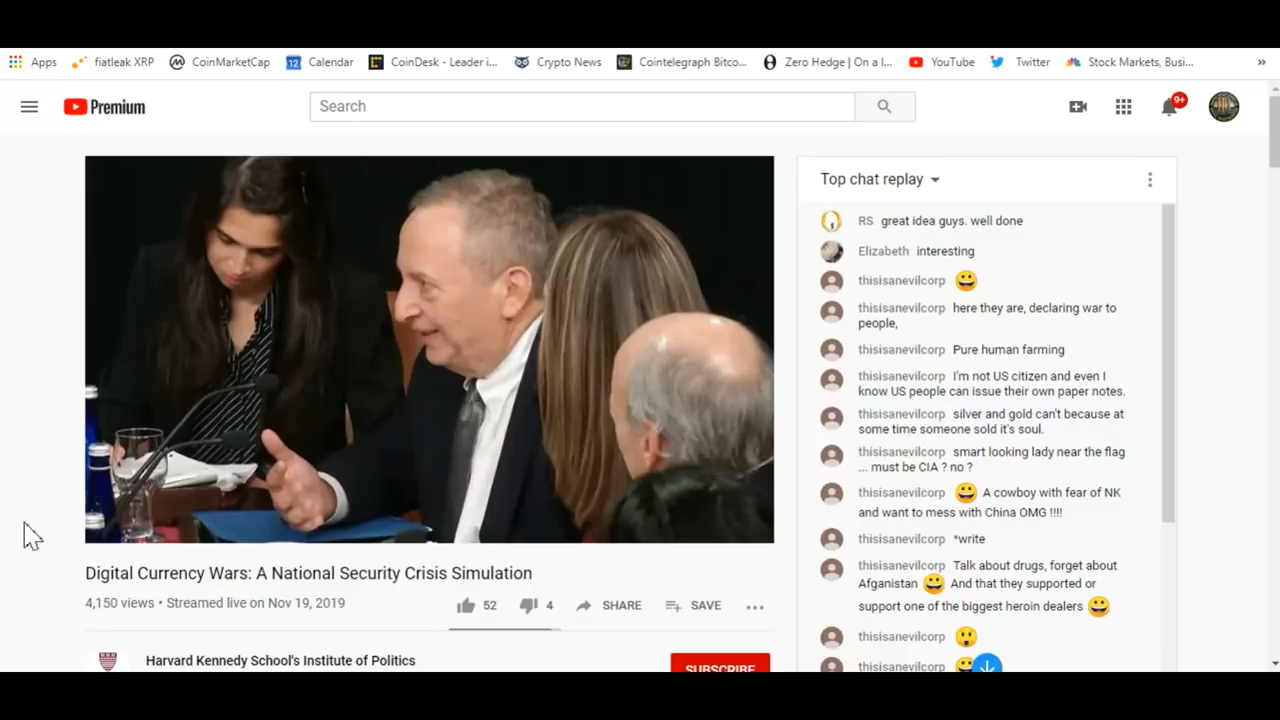 Apps fiatleak XRP CoinMarketCap 12 Calendar CoinDesk - Leader i... Crypto News Cointelegraph Bitco... Zero Hedge | On a l... YouTube Twitter Stock Markets, Busi... »
Premium Search 9+
Top chat replay
RS great idea guys. well done
Elizabeth interesting
thisisanevilcorp 😀
thisisanevilcorp here they are, declaring war to
people,
thisisanevilcorp Pure human farming
thisisanevilcorp I'm not US citizen and even I
know US people can issue their own paper notes.
thisisanevilcorp silver and gold can't because at
some time someone sold it's soul.
thisisanevilcorp smart looking lady near the flag
... must be CIA ? no ?
thisisanevilcorp 😀 A cowboy with fear of NK
and want to mess with China OMG !!!!
thisisanevilcorp *write
thisisanevilcorp Talk about drugs, forget about
Afganistan 😀 And that they supported or
support one of the biggest heroin dealers 😀
thisisanevilcorp 😮
thisisanevilcorp
Digital Currency Wars: A National Security Crisis Simulation
4,150 views • Streamed live on Nov 19, 2019 52 4 SHARE SAVE ...
Harvard Kennedy School's Institute of Politics SUBSCRIBE